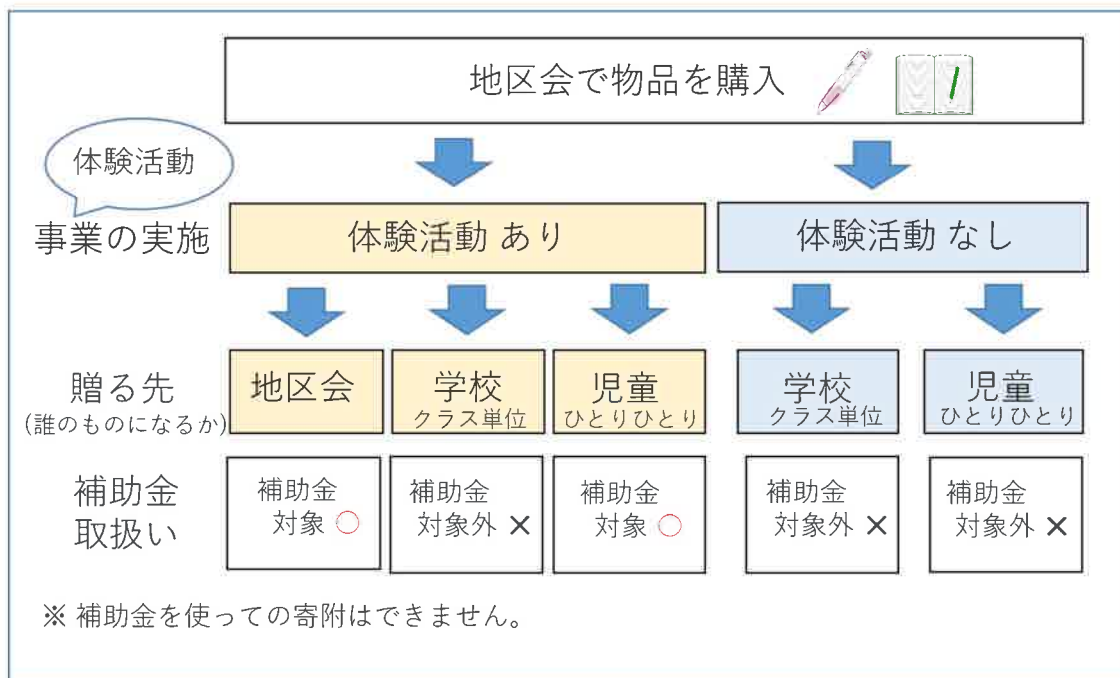 地区会で物品を購入
体験活動
事業の実施
体験活動 あり
体験活動 なし
贈る先
(誰のものになるか)
地区会
学校
クラス単位
児童
ひとりひとり
学校
クラス単位
児童
ひとりひとり
補助金
取扱い
補助金
対象 ○
補助金
対象外 ×
補助金
対象 ○
補助金
対象外 ×
補助金
対象外 ×
※ 補助金を使っての寄附はできません。